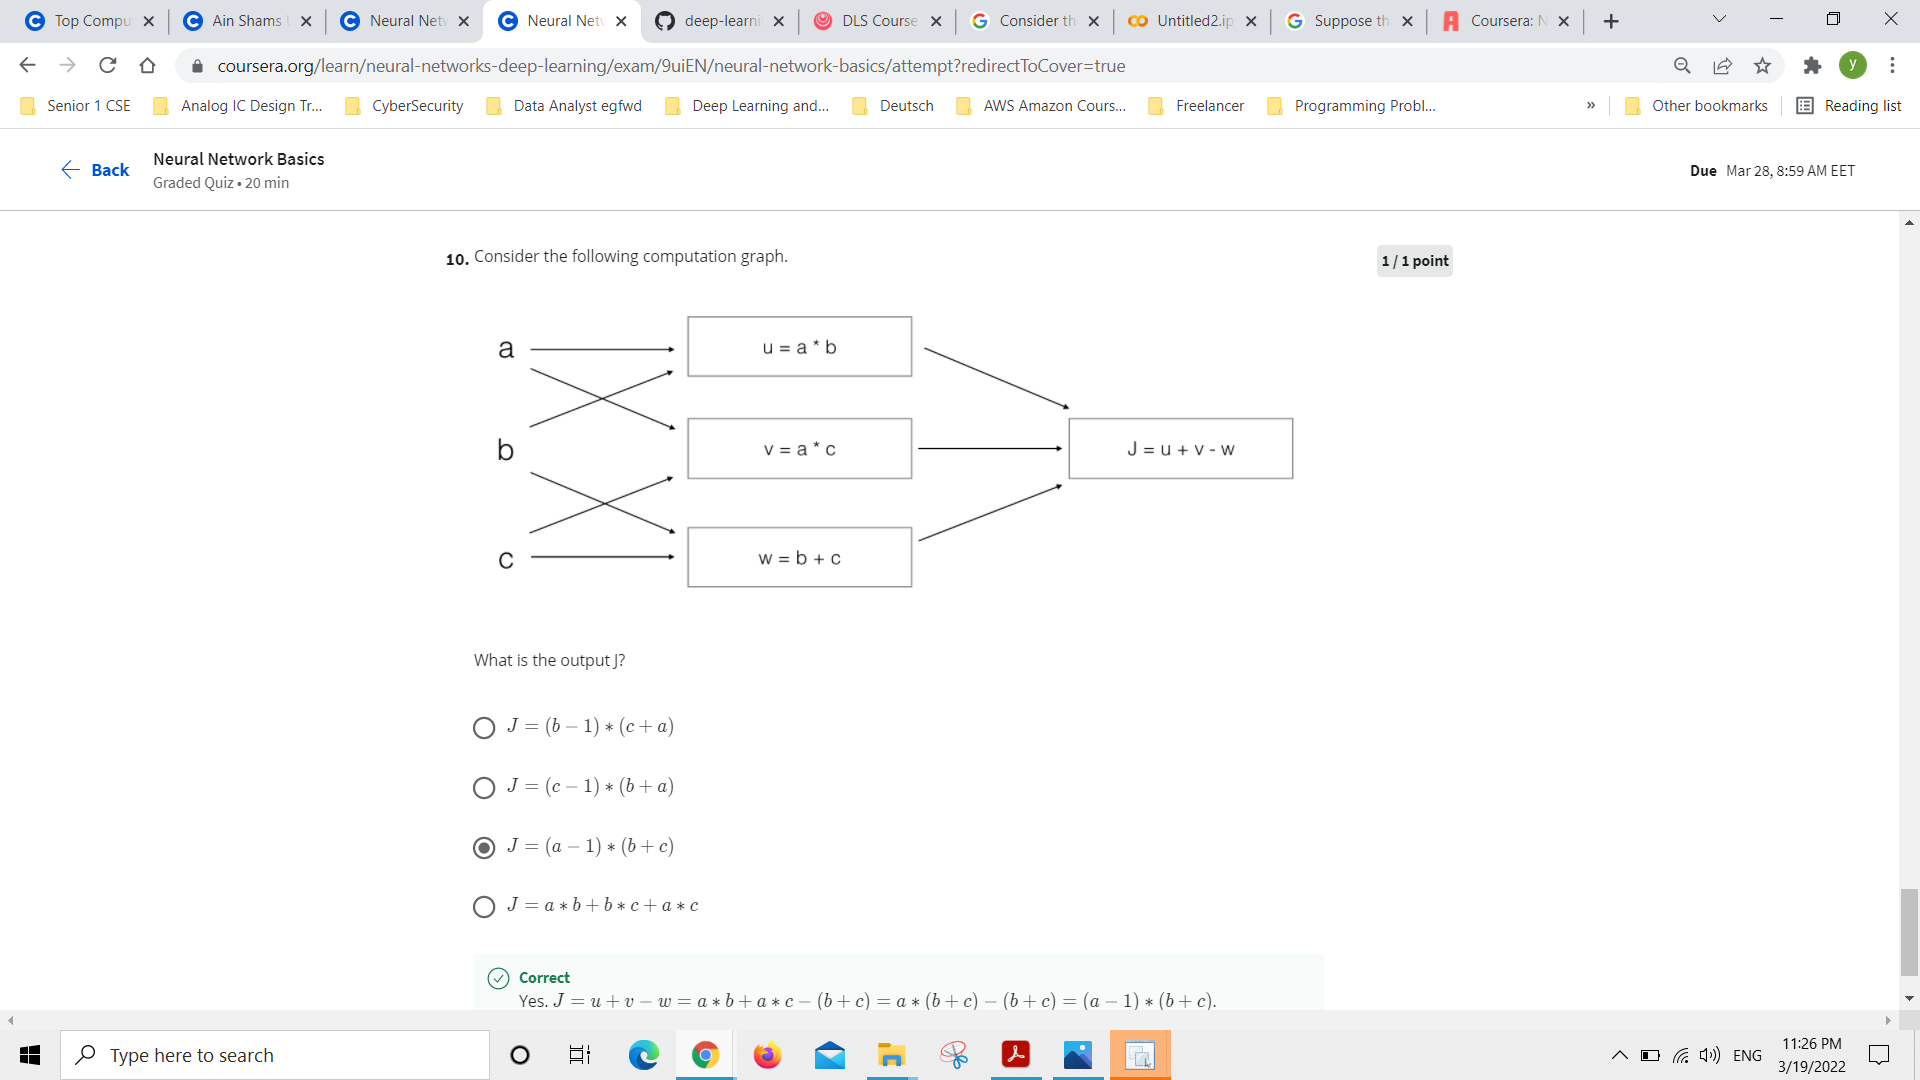 Top Compu
Ain Shams
Neural Netw
Neural Netw
deep-learni
DLS Course
Consider th
Untitled2.ip
Suppose th
Coursera: N
coursera.org/learn/neural-networks-deep-learning/exam/9uiEN/neural-network-basics/attempt?redirectToCover=true
y
Senior 1 CSE
Analog IC Design Tr...
CyberSecurity
Data Analyst egfwd
Deep Learning and...
Deutsch
AWS Amazon Cours...
Freelancer
Programming Probl...
»
Other bookmarks
Reading list
Back
Neural Network Basics
Graded Quiz • 20 min
Due Mar 28, 8:59 AM EET
10. Consider the following computation graph.
1 / 1 point
a
u = a * b
b
v = a * c
J = u + v - w
c
w = b + c
What is the output J?
J = (b − 1) ∗ (c + a)
J = (c − 1) ∗ (b + a)
J = (a − 1) ∗ (b + c)
J = a ∗ b + b ∗ c + a ∗ c
Correct
Yes. J = u + v − w = a ∗ b + a ∗ c − (b + c) = a ∗ (b + c) − (b + c) = (a − 1) ∗ (b + c).
Type here to search
ENG
11:26 PM
3/19/2022